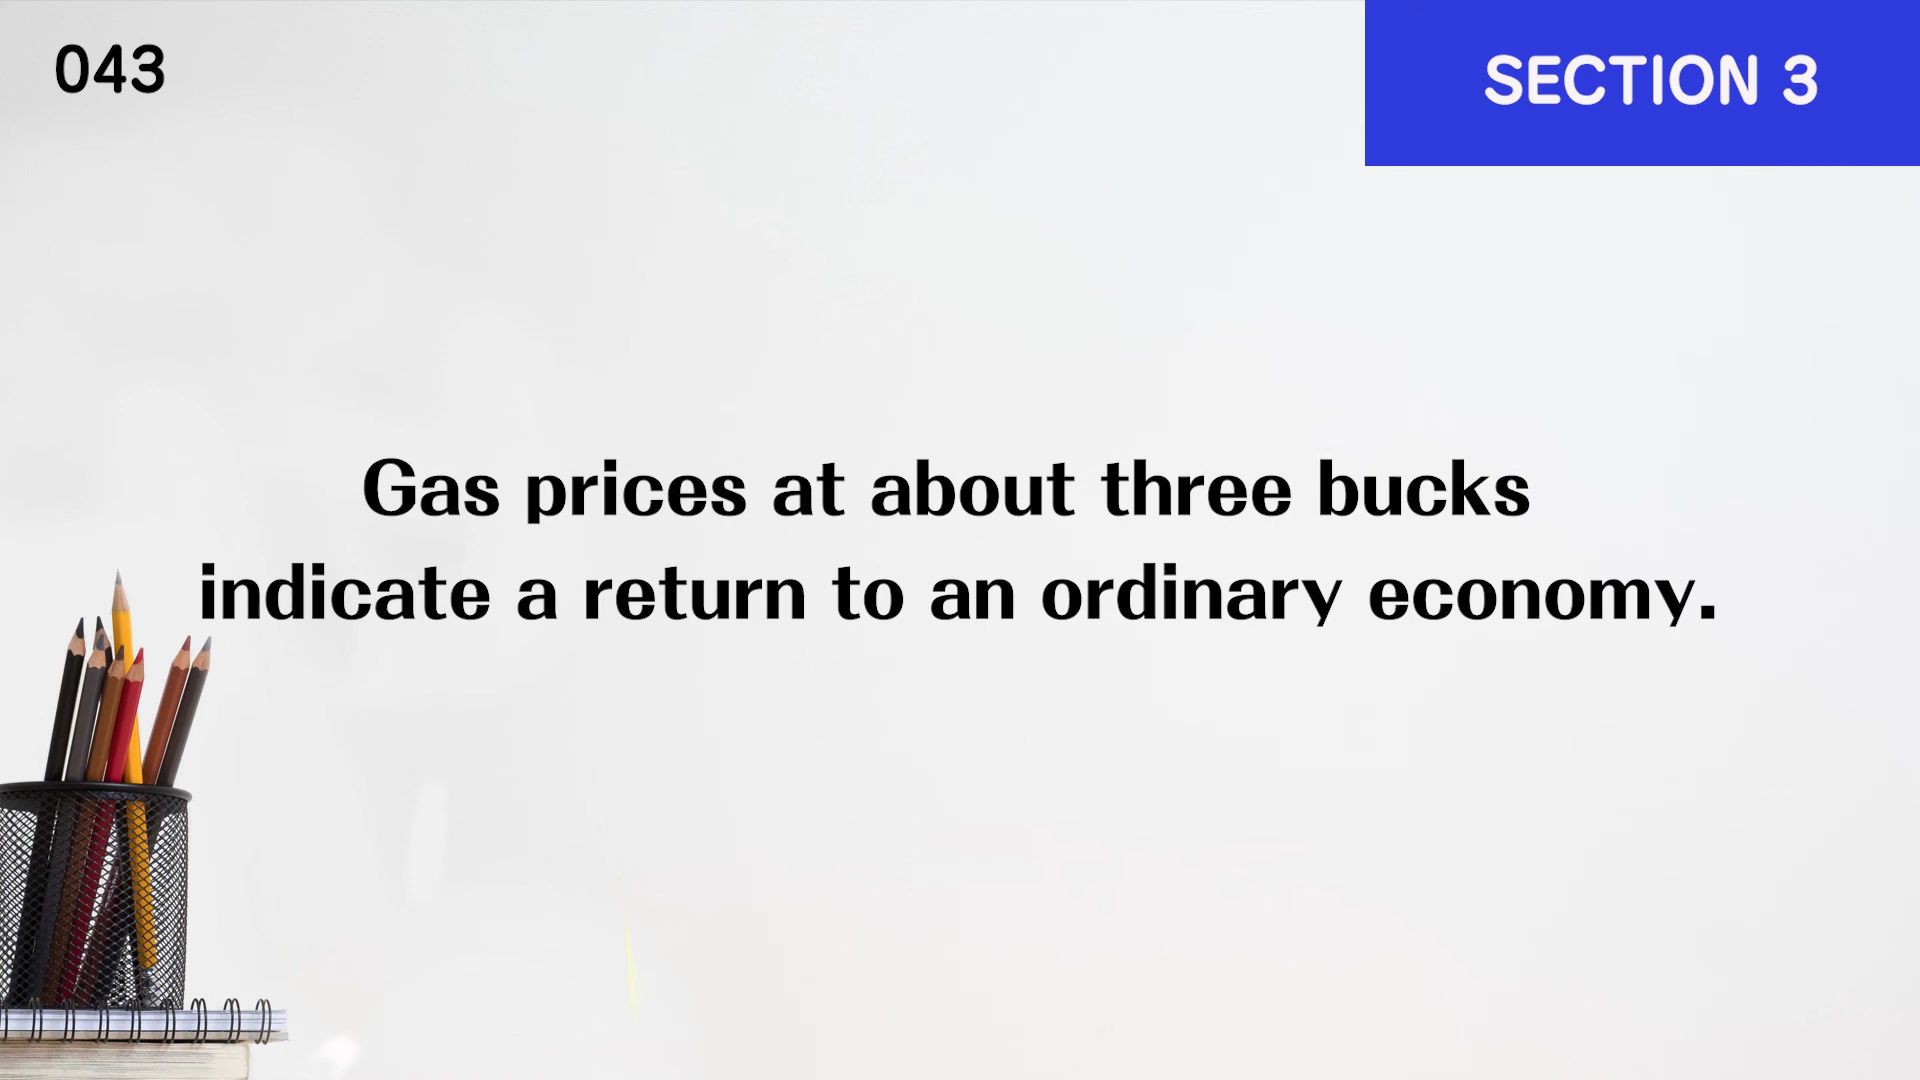 043
SECTION 3
Gas prices at about three bucks
indicate a return to an ordinary economy.